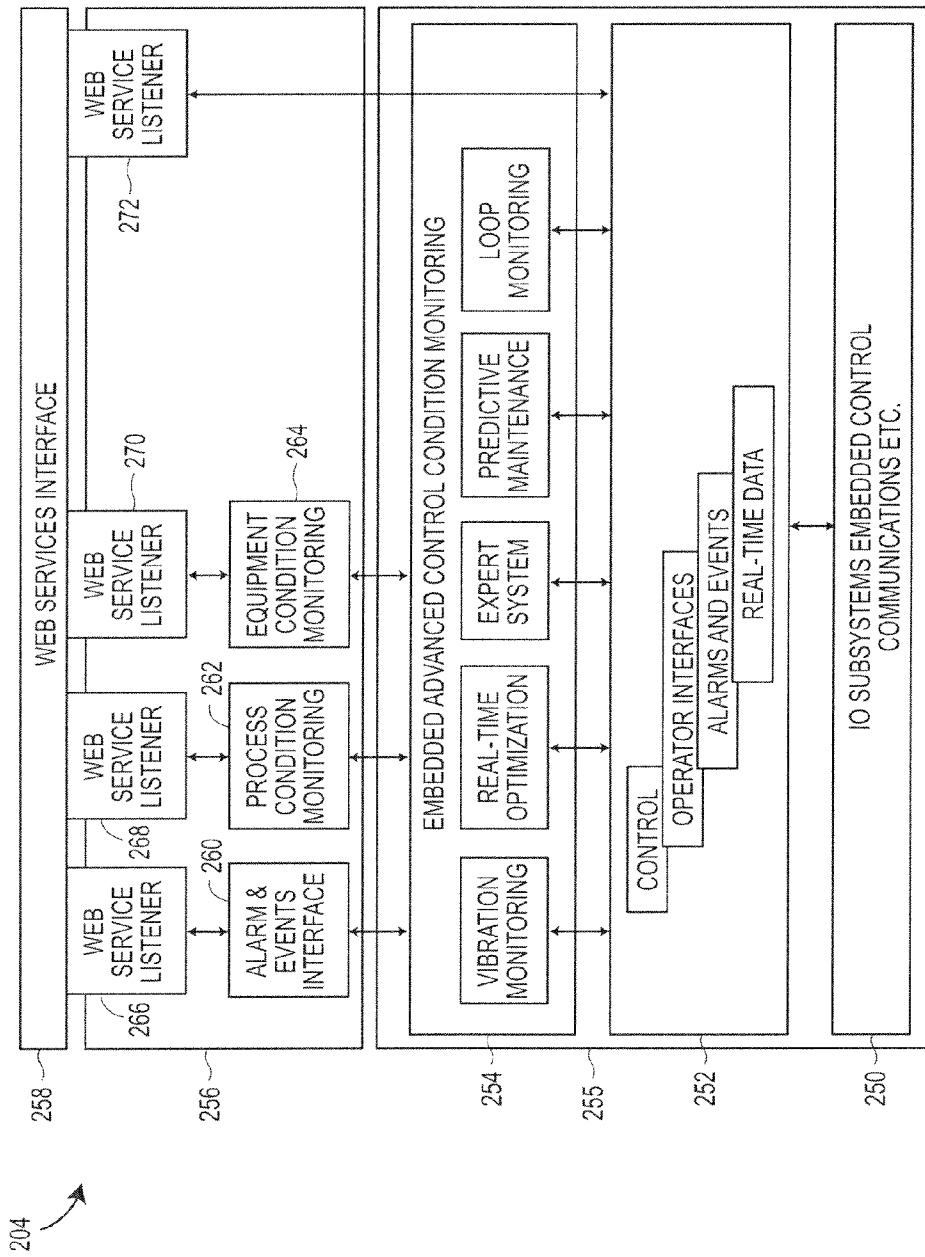 204
258
WEB SERVICES INTERFACE
256
266
WEB
SERVICE
LISTENER
268
WEB
SERVICE
LISTENER
270
WEB
SERVICE
LISTENER
272
WEB
SERVICE
LISTENER
260
ALARM &
EVENTS
INTERFACE
262
PROCESS
CONDITION
MONITORING
264
EQUIPMENT
CONDITION
MONITORING
254
EMBEDDED ADVANCED CONTROL CONDITION MONITORING
VIBRATION
MONITORING
REAL-TIME
OPTIMIZATION
EXPERT
SYSTEM
PREDICTIVE
MAINTENANCE
LOOP
MONITORING
255
252
CONTROL
OPERATOR INTERFACES
ALARMS AND EVENTS
REAL-TIME DATA
250
IO SUBSYSTEMS EMBEDDED CONTROL
COMMUNICATIONS ETC.